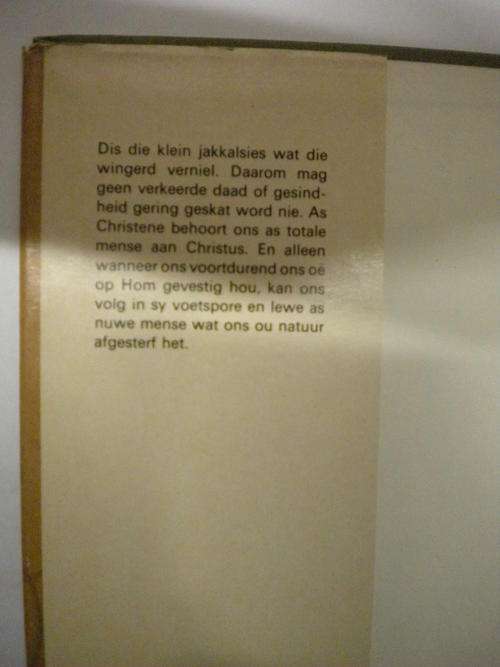 Dis die klein jakkalsies wat die
wingerd verniel. Daarom mag
geen verkeerde daad of gesind-
heid gering geskat word nie. As
Christene behoort ons as totale
mense aan Christus. En alleen
wanneer ons voortdurend ons oë
op Hom gevestig hou, kan ons
volg in sy voetspore en lewe as
nuwe mense wat ons ou natuur
afgesterf het.